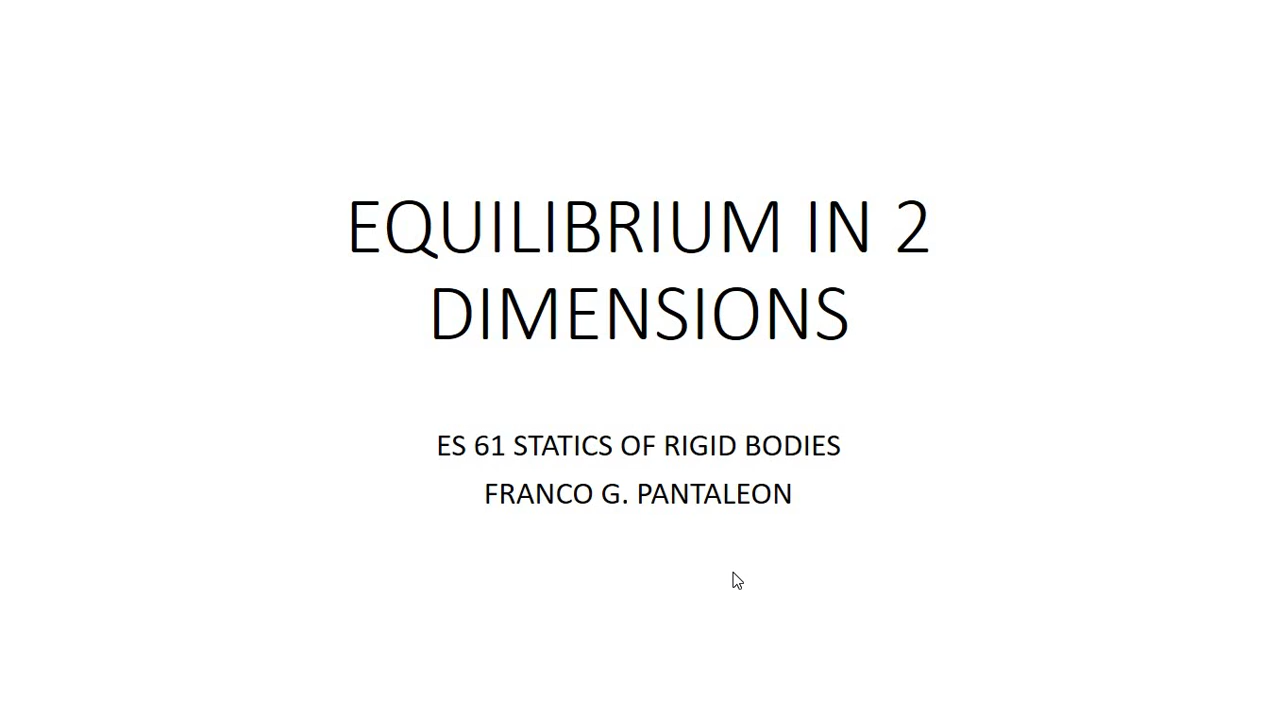 EQUILIBRIUM IN 2
DIMENSIONS
ES 61 STATICS OF RIGID BODIES
FRANCO G. PANTALEON